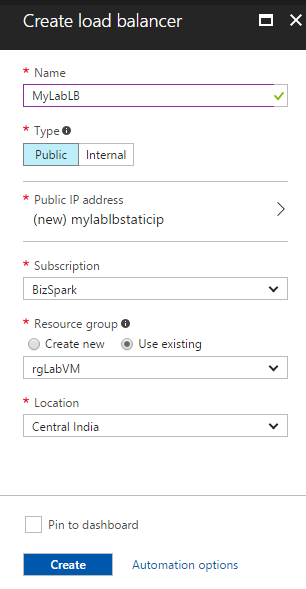 Create load balancer
* Name
MyLabLB
* Type
Public Internal
* Public IP address
(new) mylablbstaticip
* Subscription
BizSpark
* Resource group
Create new Use existing
rgLabVM
* Location
Central India
Pin to dashboard
Create Automation options